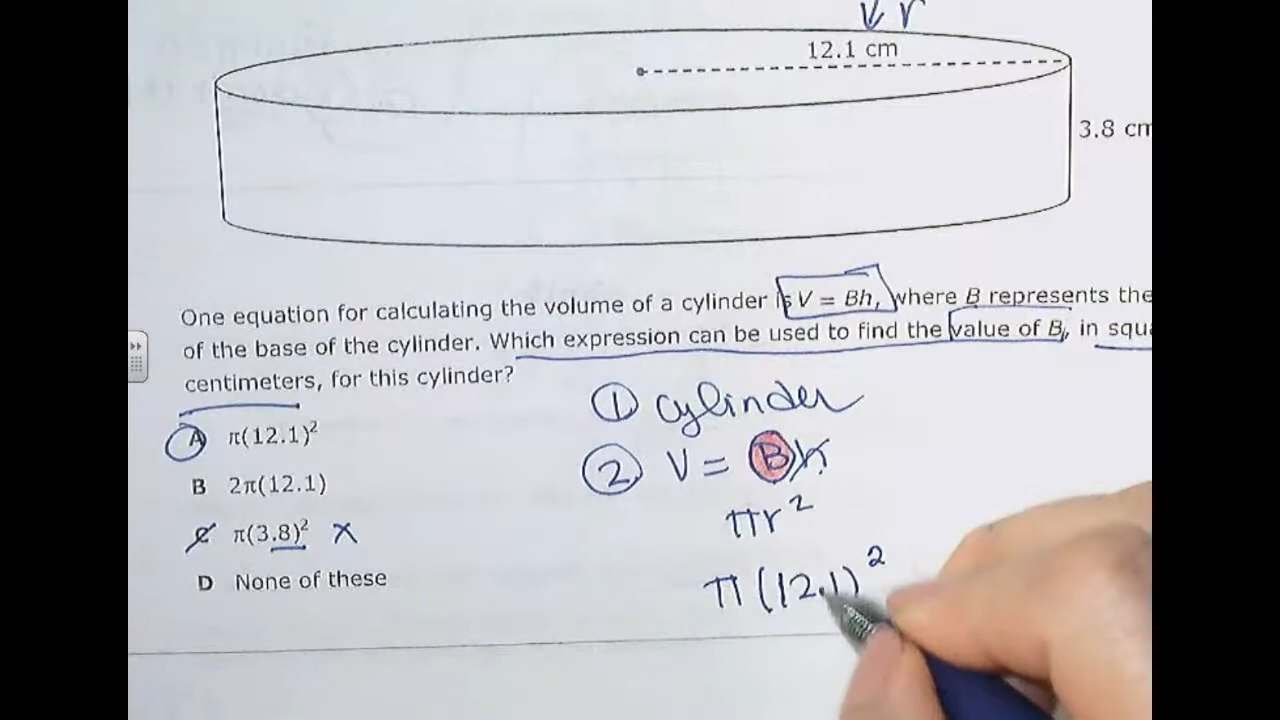 ↓ r
12.1 cm
3.8 cm
One equation for calculating the volume of a cylinder is V = Bh, where B represents the
of the base of the cylinder. Which expression can be used to find the value of B, in squa
centimeters, for this cylinder?
A π(12.1)²
B 2π(12.1)
C π(3.8)² X
D None of these
① cylinder
② V = Bh
πr²
π(12.1)²